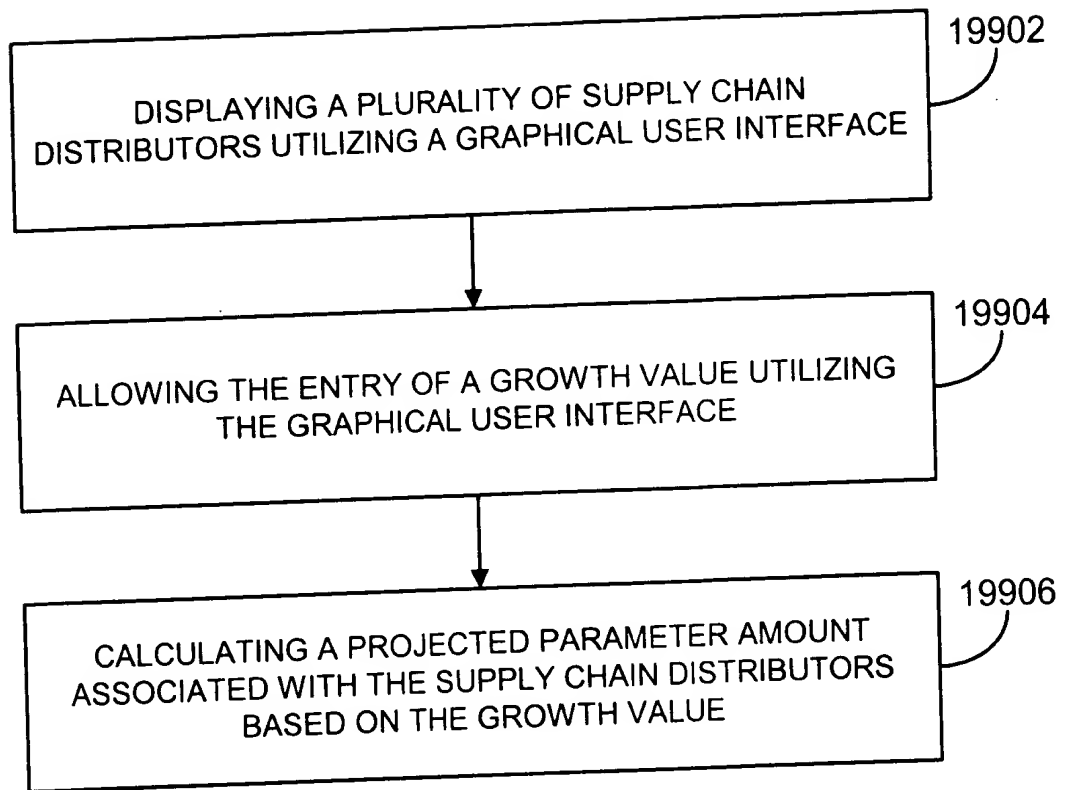 19902
DISPLAYING A PLURALITY OF SUPPLY CHAIN
DISTRIBUTORS UTILIZING A GRAPHICAL USER INTERFACE
19904
ALLOWING THE ENTRY OF A GROWTH VALUE UTILIZING
THE GRAPHICAL USER INTERFACE
19906
CALCULATING A PROJECTED PARAMETER AMOUNT
ASSOCIATED WITH THE SUPPLY CHAIN DISTRIBUTORS
BASED ON THE GROWTH VALUE